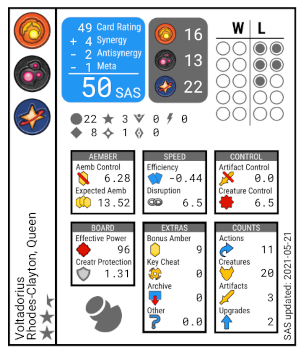 49 Card Rating
+ 4 Synergy
- 2 Antisynergy
- 1 Meta
50 SAS
16
13
22
W L
22 3 0 0
8 1 0
AEMBER
Aemb Control
6.28
Expected Aemb
13.52
SPEED
Efficiency
-0.44
Disruption
6.5
CONTROL
Artifact Control
0.0
Creature Control
6.5
BOARD
Effective Power
96
Creatr Protection
1.31
EXTRAS
Bonus Amber
9
Key Cheat
0
Archive
0
Other
0.0
COUNTS
Actions
11
Creatures
20
Artifacts
3
Upgrades
2
Voltadorius
Rhodes-Clayton, Queen
SAS updated: 2021-05-21